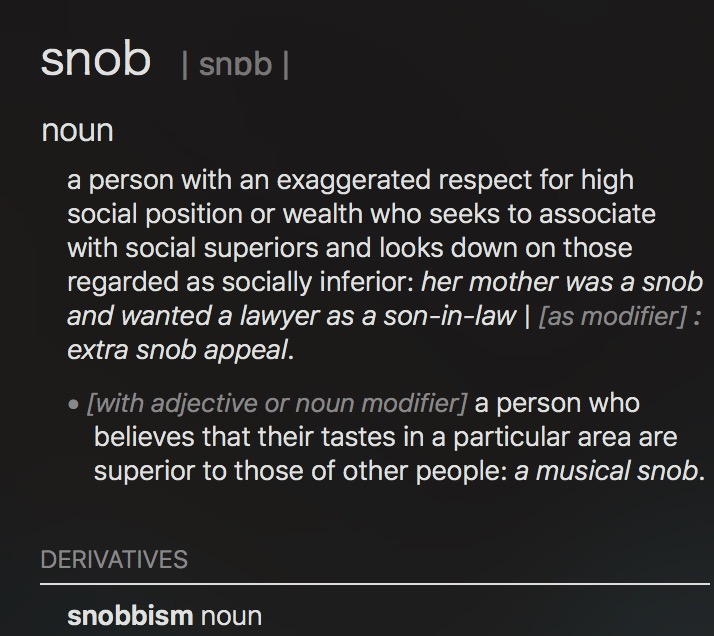 snob | snɒb |
noun
a person with an exaggerated respect for high
social position or wealth who seeks to associate
with social superiors and looks down on those
regarded as socially inferior: her mother was a snob
and wanted a lawyer as a son-in-law | [as modifier] :
extra snob appeal.
• [with adjective or noun modifier] a person who
believes that their tastes in a particular area are
superior to those of other people: a musical snob.
DERIVATIVES
snobbism noun